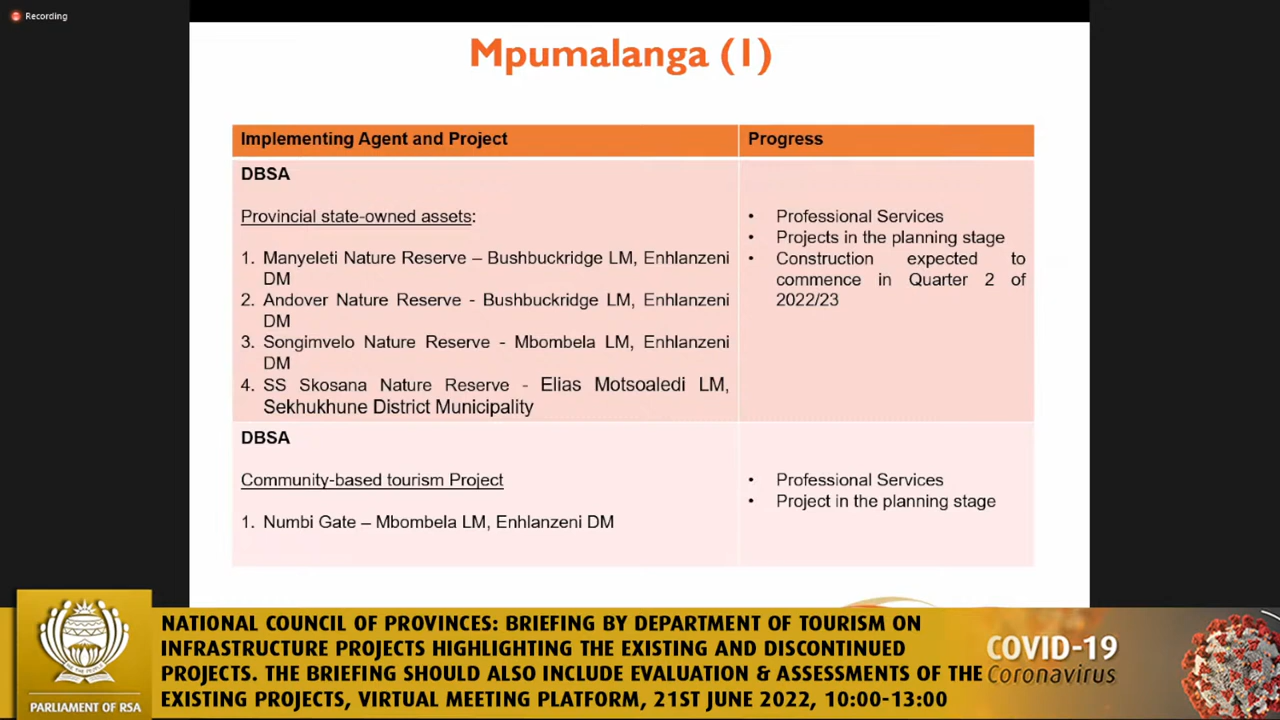 Recording
Mpumalanga (1)
Implementing Agent and Project
Progress
DBSA
Provincial state-owned assets:
1. Manyeleti Nature Reserve – Bushbuckridge LM, Enhlanzeni
DM
2. Andover Nature Reserve - Bushbuckridge LM, Enhlanzeni
DM
3. Songimvelo Nature Reserve - Mbombela LM, Enhlanzeni
DM
4. SS Skosana Nature Reserve - Elias Motsoaledi LM,
Sekhukhune District Municipality
• Professional Services
• Projects in the planning stage
• Construction expected to
commence in Quarter 2 of
2022/23
DBSA
Community-based tourism Project
1. Numbi Gate – Mbombela LM, Enhlanzeni DM
• Professional Services
• Project in the planning stage
PARLIAMENT OF RSA
NATIONAL COUNCIL OF PROVINCES: BRIEFING BY DEPARTMENT OF TOURISM ON
INFRASTRUCTURE PROJECTS HIGHLIGHTING THE EXISTING AND DISCONTINUED
PROJECTS. THE BRIEFING SHOULD ALSO INCLUDE EVALUATION & ASSESSMENTS OF THE
EXISTING PROJECTS, VIRTUAL MEETING PLATFORM, 21ST JUNE 2022, 10:00-13:00
COVID-19
Coronavirus